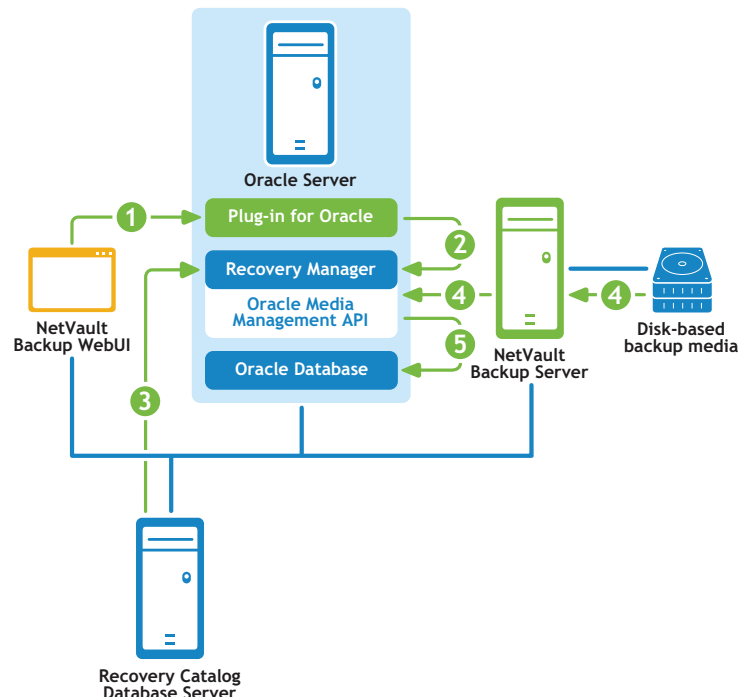 Oracle Server
1
Plug-in for Oracle
2
Recovery Manager
Oracle Media
Management API
4
4
5
Oracle Database
NetVault
Backup WebUI
NetVault
Backup Server
Disk-based
backup media
3
Recovery Catalog
Database Server